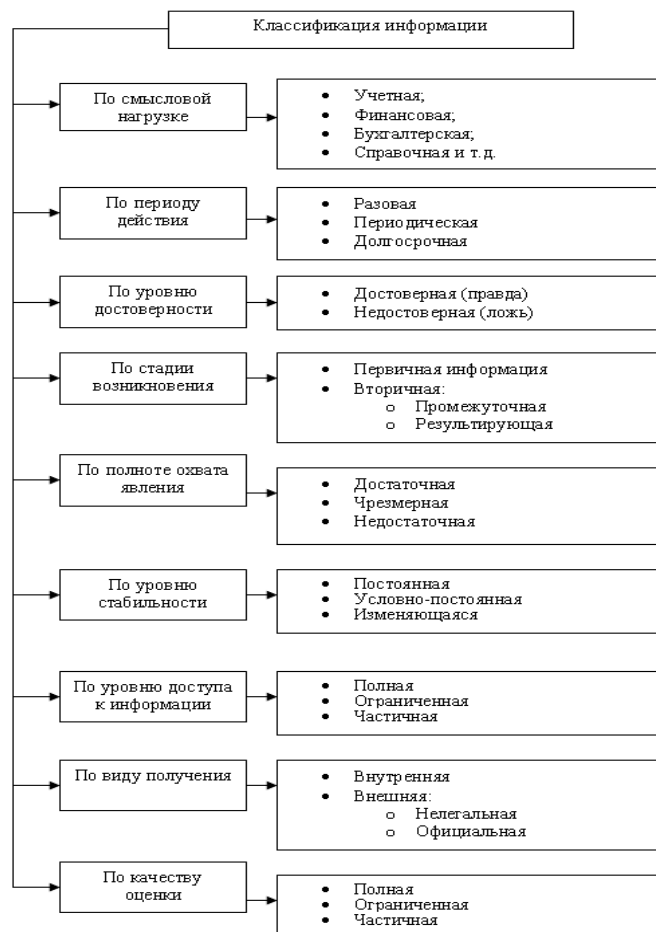 Классификация информации
По смысловой
нагрузке
Учетная;
Финансовая;
Бухгалтерская;
Справочная и т.д.
По периоду
действия
Разовая
Периодическая
Долгосрочная
По уровню
достоверности
Достоверная (правда)
Недостоверная (ложь)
По стадии
возникновения
Первичная информация
Вторичная:
Промежуточная
Результирующая
По полноте охвата
явления
Достаточная
Чрезмерная
Недостаточная
По уровню
стабильности
Постоянная
Условно-постоянная
Изменяющаяся
По уровню доступа
к информации
Полная
Ограниченная
Частичная
По виду получения
Внутренняя
Внешняя:
Нелегальная
Официальная
По качеству
оценки
Полная
Ограниченная
Частичная